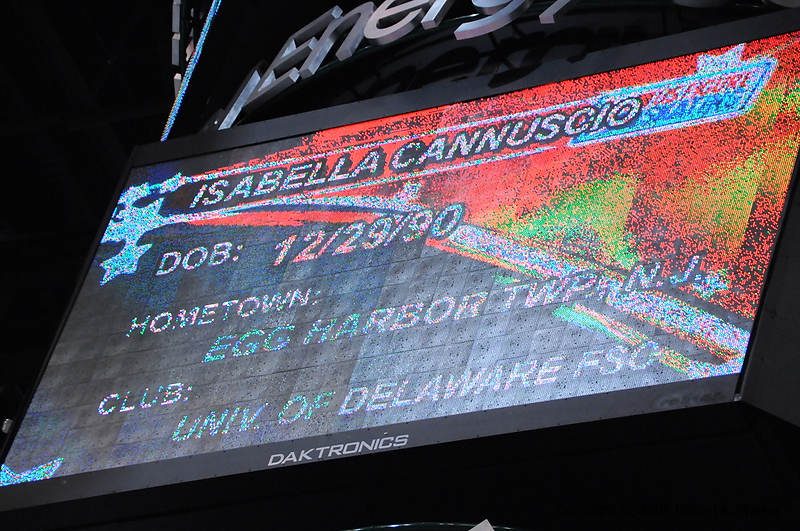 Energy
ISABELLA CANNUSCIO
DOB: 12/29/90
HOMETOWN:
EGG HARBOR TWP., N.J.
CLUB:
UNIV. OF DELAWARE FSC
DAKTRONICS